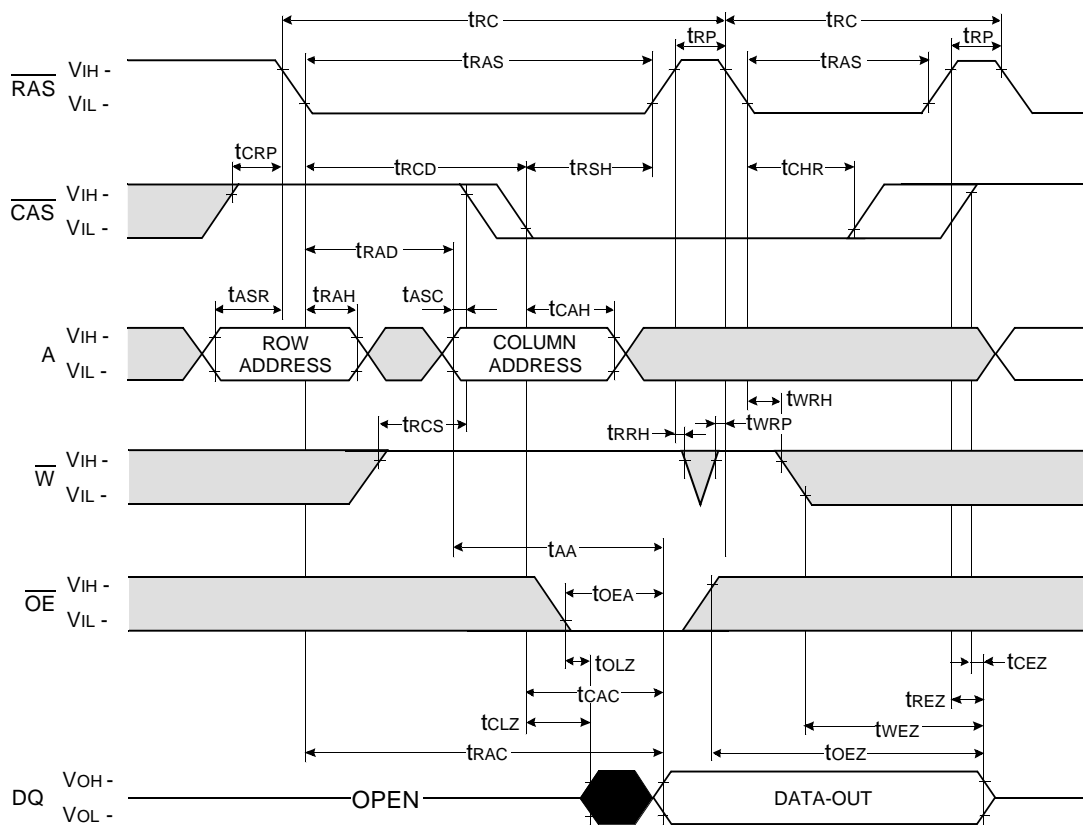 tRC tRC
tRP tRP
tRAS tRAS
RAS VIH -
VIL -
tCRP tRCD tRSH tCHR
CAS VIH -
VIL -
tRAD
tASR tRAH tASC tCAH
A VIH -
VIL -
ROW ADDRESS
COLUMN ADDRESS
tWRH
tRCS tRRH tWRP
W VIH -
VIL -
tAA
OE VIH -
VIL -
tOEA
tOLZ tCEZ
tCAC tREZ
tCLZ tWEZ
tRAC tOEZ
DQ VOH -
VOL -
OPEN DATA-OUT